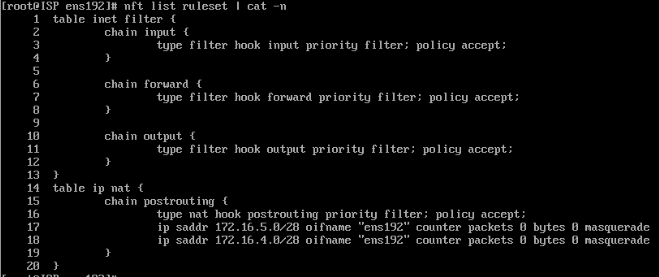 [root@ISP ens192]# nft list ruleset | cat -n
1 table inet filter {
2 chain input {
3 type filter hook input priority filter; policy accept;
4 }
5
6 chain forward {
7 type filter hook forward priority filter; policy accept;
8 }
9
10 chain output {
11 type filter hook output priority filter; policy accept;
12 }
13 }
14 table ip nat {
15 chain postrouting {
16 type nat hook postrouting priority filter; policy accept;
17 ip saddr 172.16.5.0/28 oifname "ens192" counter packets 0 bytes 0 masquerade
18 ip saddr 172.16.4.0/28 oifname "ens192" counter packets 0 bytes 0 masquerade
19 }
20 }
[root@ISP ens192]#